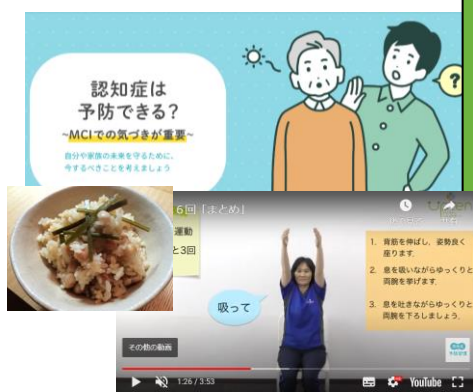 認知症は
予防できる?
~MCIでの気づきが重要~
自分や家族の未来を守るために、
今するべきことを考えましょう
?
6回「まとめ」
運動
と3回
吸って
1. 背筋を伸ばし、姿勢良く
座ります。
2. 息を吸いながらゆっくりと
両腕を挙げます。
3. 息を吐きながらゆっくりと
両腕を下ろしましょう。
その他の動画
1:26 / 3:53
YouTube